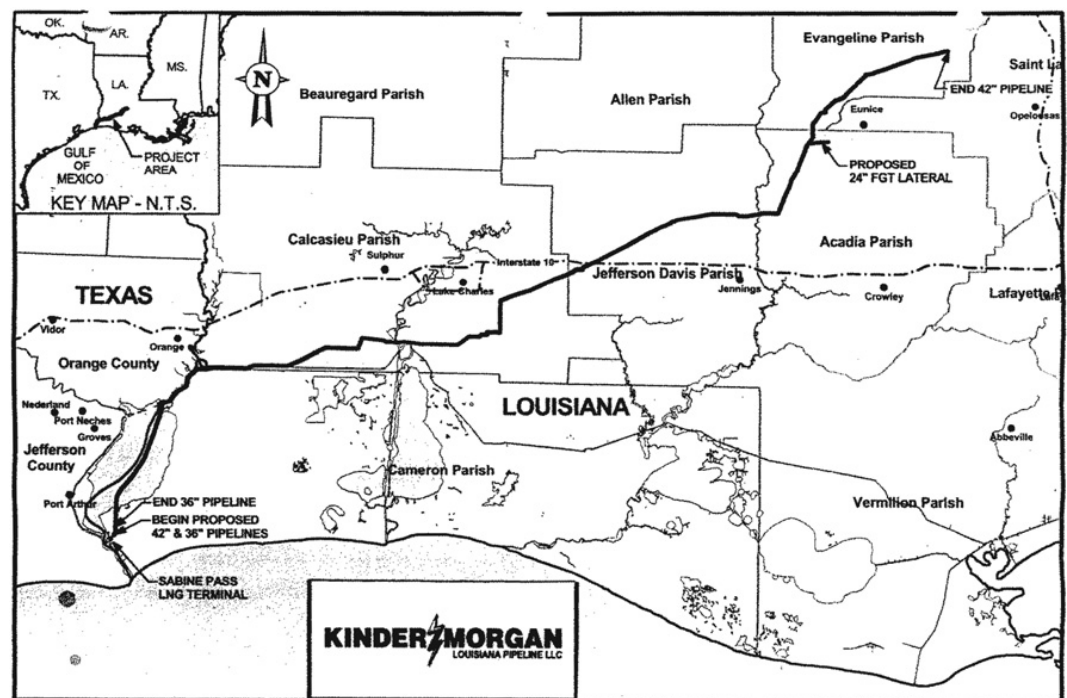 OK.
AR.
MS.
TX.
LA.
GULF
OF
MEXICO
PROJECT
AREA
KEY MAP - N.T.S.
N
Beauregard Parish
Allen Parish
Evangeline Parish
Saint La
END 42" PIPELINE
Eunice
Opelousas
PROPOSED
24" FGT LATERAL
Calcasieu Parish
Sulphur
Interstate 10
Lake Charles
Jefferson Davis Parish
Jennings
Acadia Parish
Crowley
Lafayette P
TEXAS
Vidor
Orange
Orange County
Nederland
Port Neches
Groves
Jefferson
County
Port Arthur
LOUISIANA
Cameron Parish
Abbeville
Vermilion Parish
END 36" PIPELINE
BEGIN PROPOSED
42" & 36" PIPELINES
SABINE PASS
LNG TERMINAL
KINDER MORGAN
LOUISIANA PIPELINE LLC